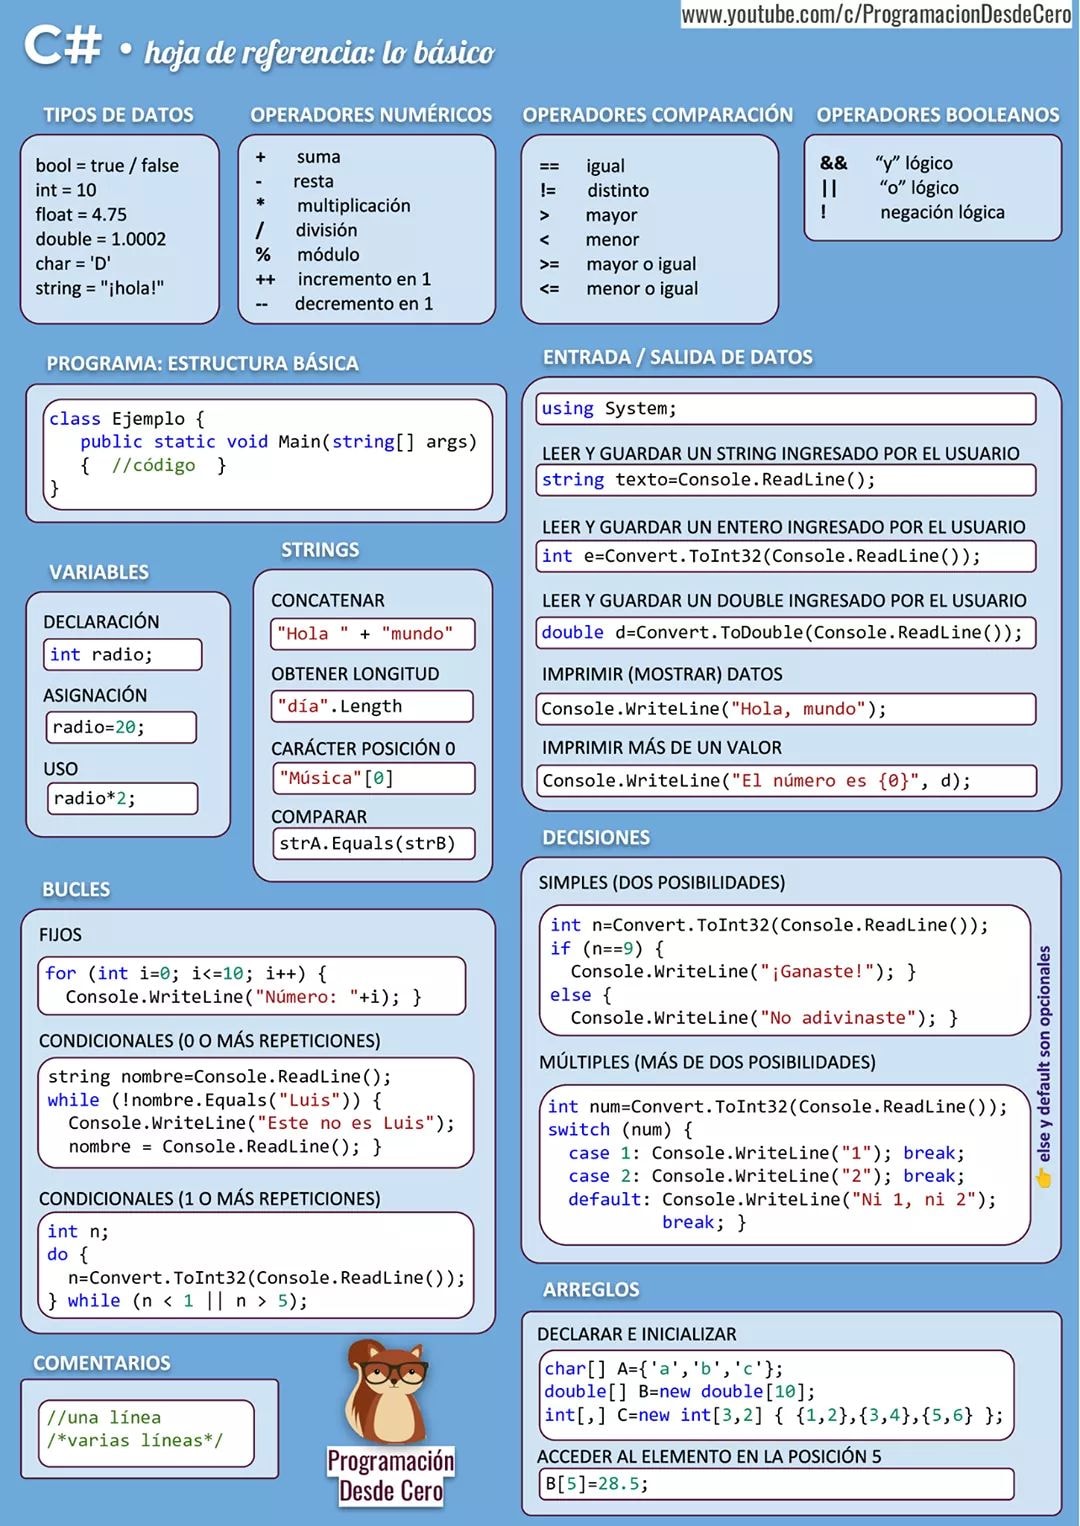 www.youtube.com/c/ProgramacionDesdeCero
C# • hoja de referencia: lo básico
TIPOS DE DATOS
bool = true / false
int = 10
float = 4.75
double = 1.0002
char = 'D'
string = "¡hola!"
OPERADORES NUMÉRICOS
+ suma
- resta
* multiplicación
/ división
% módulo
++ incremento en 1
-- decremento en 1
OPERADORES COMPARACIÓN
== igual
!= distinto
> mayor
< menor
>= mayor o igual
<= menor o igual
OPERADORES BOOLEANOS
&& “y” lógico
|| “o” lógico
! negación lógica
PROGRAMA: ESTRUCTURA BÁSICA
class Ejemplo {
public static void Main(string[] args)
{ //código }
}
ENTRADA / SALIDA DE DATOS
using System;
LEER Y GUARDAR UN STRING INGRESADO POR EL USUARIO
string texto=Console.ReadLine();
LEER Y GUARDAR UN ENTERO INGRESADO POR EL USUARIO
int e=Convert.ToInt32(Console.ReadLine());
LEER Y GUARDAR UN DOUBLE INGRESADO POR EL USUARIO
double d=Convert.ToDouble(Console.ReadLine());
IMPRIMIR (MOSTRAR) DATOS
Console.WriteLine("Hola, mundo");
IMPRIMIR MÁS DE UN VALOR
Console.WriteLine("El número es {0}", d);
VARIABLES
DECLARACIÓN
int radio;
ASIGNACIÓN
radio=20;
USO
radio*2;
STRINGS
CONCATENAR
"Hola " + "mundo"
OBTENER LONGITUD
"día".Length
CARÁCTER POSICIÓN 0
"Música"[0]
COMPARAR
strA.Equals(strB)
BUCLES
FIJOS
for (int i=0; i<=10; i++) {
Console.WriteLine("Número: "+i); }
CONDICIONALES (0 O MÁS REPETICIONES)
string nombre=Console.ReadLine();
while (!nombre.Equals("Luis")) {
Console.WriteLine("Este no es Luis");
nombre = Console.ReadLine(); }
CONDICIONALES (1 O MÁS REPETICIONES)
int n;
do {
n=Convert.ToInt32(Console.ReadLine());
} while (n < 1 || n > 5);
DECISIONES
SIMPLES (DOS POSIBILIDADES)
int n=Convert.ToInt32(Console.ReadLine());
if (n==9) {
Console.WriteLine("¡Ganaste!"); }
else {
Console.WriteLine("No adivinaste"); }
MÚLTIPLES (MÁS DE DOS POSIBILIDADES)
int num=Convert.ToInt32(Console.ReadLine());
switch (num) {
case 1: Console.WriteLine("1"); break;
case 2: Console.WriteLine("2"); break;
default: Console.WriteLine("Ni 1, ni 2");
break; }
👆 else y default son opcionales
ARREGLOS
DECLARAR E INICIALIZAR
char[] A={'a','b','c'};
double[] B=new double[10];
int[,] C=new int[3,2] { {1,2},{3,4},{5,6} };
ACCEDER AL ELEMENTO EN LA POSICIÓN 5
B[5]=28.5;
COMENTARIOS
//una línea
/*varias líneas*/
Programación
Desde Cero